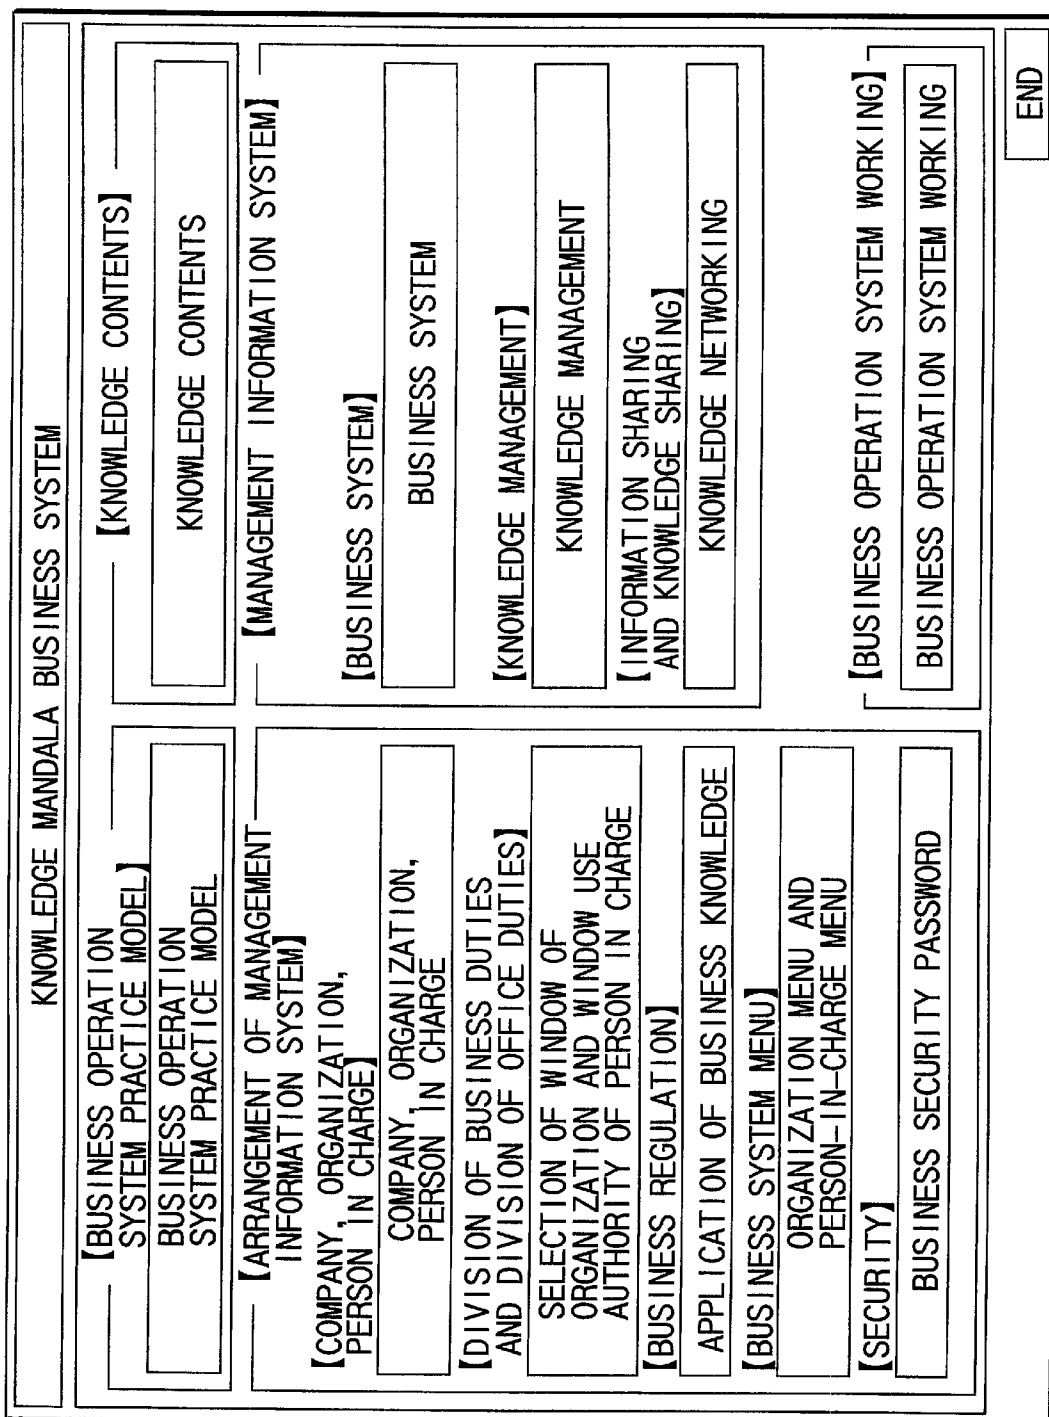 KNOWLEDGE MANDALA BUSINESS SYSTEM
【BUSINESS OPERATION
SYSTEM PRACTICE MODEL】
BUSINESS OPERATION
SYSTEM PRACTICE MODEL
【ARRANGEMENT OF MANAGEMENT
INFORMATION SYSTEM】
【COMPANY, ORGANIZATION,
PERSON IN CHARGE】
COMPANY, ORGANIZATION,
PERSON IN CHARGE
【DIVISION OF BUSINESS DUTIES
AND DIVISION OF OFFICE DUTIES】
SELECTION OF WINDOW OF
ORGANIZATION AND WINDOW USE
AUTHORITY OF PERSON IN CHARGE
【BUSINESS REGULATION】
APPLICATION OF BUSINESS KNOWLEDGE
【BUSINESS SYSTEM MENU】
ORGANIZATION MENU AND
PERSON-IN-CHARGE MENU
【SECURITY】
BUSINESS SECURITY PASSWORD
【KNOWLEDGE CONTENTS】
KNOWLEDGE CONTENTS
【MANAGEMENT INFORMATION SYSTEM】
【BUSINESS SYSTEM】
BUSINESS SYSTEM
【KNOWLEDGE MANAGEMENT】
KNOWLEDGE MANAGEMENT
【INFORMATION SHARING
AND KNOWLEDGE SHARING】
KNOWLEDGE NETWORKING
【BUSINESS OPERATION SYSTEM WORKING】
BUSINESS OPERATION SYSTEM WORKING
END